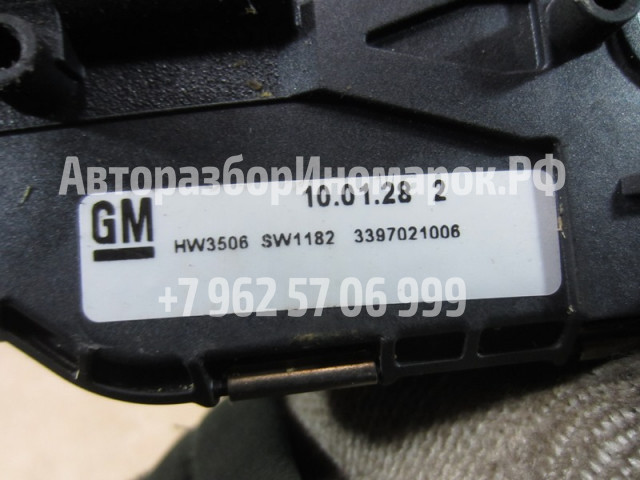 АвторазборИномарок.РФ
10.01.28 2
GM
HW3506 SW1182 3397021006
+7 962 57 06 999